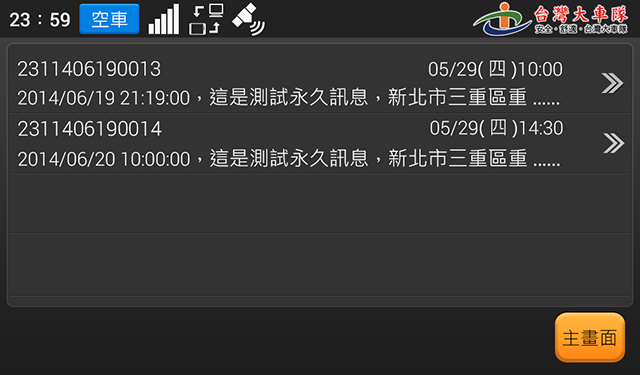 23：59 空車 台灣大車隊
安全・舒適・台灣大車隊
2311406190013 05/29( 四 )10:00
2014/06/19 21:19:00，這是測試永久訊息，新北市三重區重 ......
2311406190014 05/29( 四 )14:30
2014/06/20 10:00:00，這是測試永久訊息，新北市三重區重 ......
主畫面